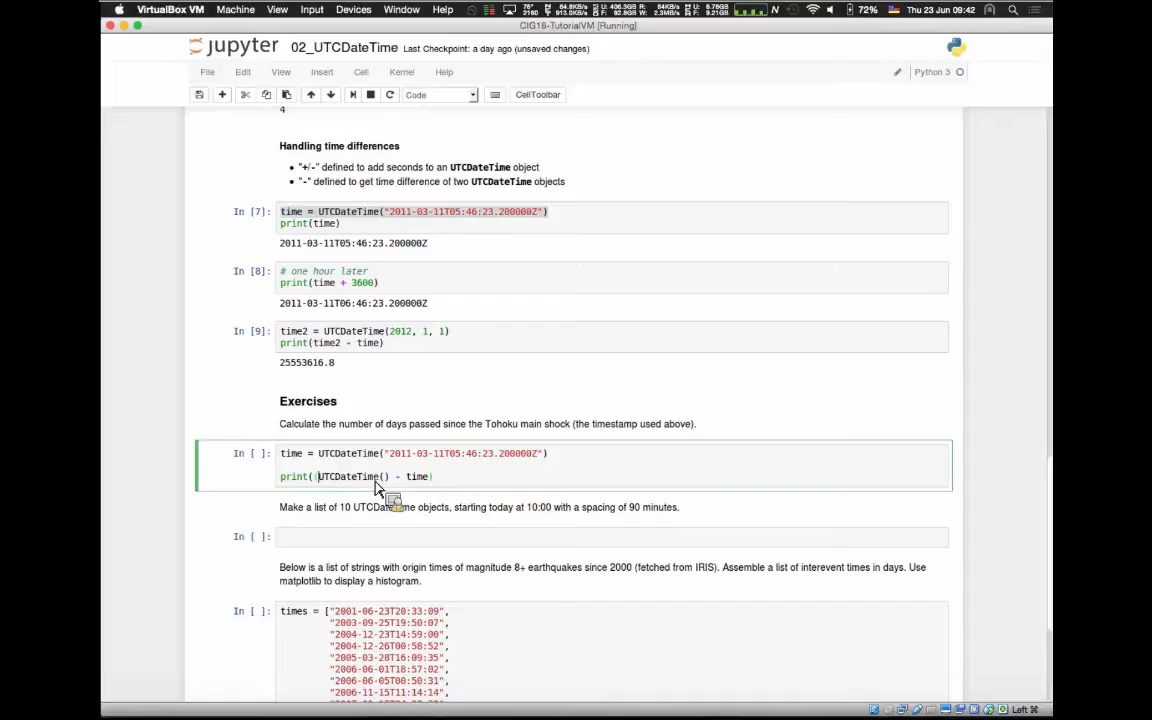 VirtualBox VM Machine View Input Devices Window Help 72% Thu 23 Jun 09:42
CIG16-TutorialVM [Running]
jupyter 02_UTCDateTime Last Checkpoint: a day ago (unsaved changes)
File Edit View Insert Cell Kernel Help Python 3
Code CellToolbar
4
Handling time differences
• "+/-" defined to add seconds to an UTCDateTime object
• "-" defined to get time difference of two UTCDateTime objects
In [7]: time = UTCDateTime("2011-03-11T05:46:23.200000Z")
print(time)
2011-03-11T05:46:23.200000Z
In [8]: # one hour later
print(time + 3600)
2011-03-11T06:46:23.200000Z
In [9]: time2 = UTCDateTime(2012, 1, 1)
print(time2 - time)
25553616.8
Exercises
Calculate the number of days passed since the Tohoku main shock (the timestamp used above).
In [ ]: time = UTCDateTime("2011-03-11T05:46:23.200000Z")
print((UTCDateTime() - time)
Make a list of 10 UTCDateTime objects, starting today at 10:00 with a spacing of 90 minutes.
In [ ]:
Below is a list of strings with origin times of magnitude 8+ earthquakes since 2000 (fetched from IRIS). Assemble a list of interevent times in days. Use
matplotlib to display a histogram.
In [ ]: times = ["2001-06-23T20:33:09",
"2003-09-25T19:50:07",
"2004-12-23T14:59:00",
"2004-12-26T00:58:52",
"2005-03-28T16:09:35",
"2006-06-01T18:57:02",
"2006-06-05T00:50:31",
"2006-11-15T11:14:14",
Left ⌘